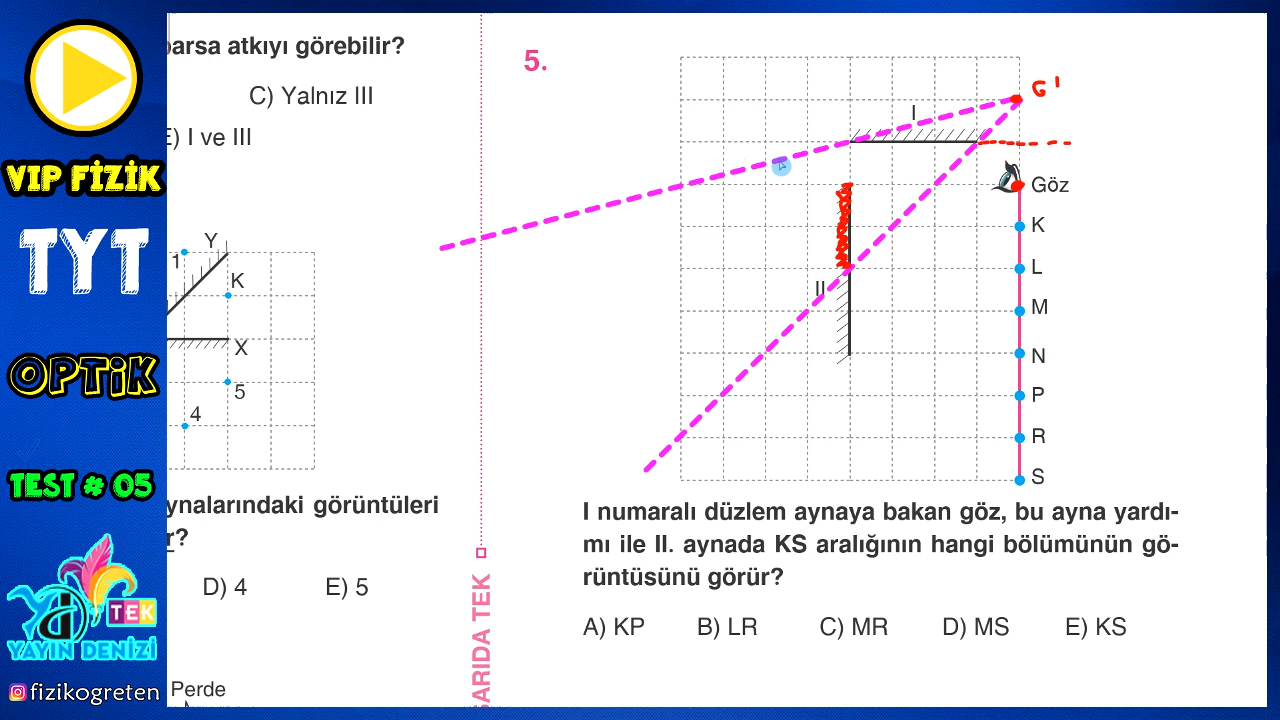 VIP FİZİK
TYT
OPTİK
TEST # 05
TEK
YAYIN DENİZİ
fizikogreten
parsa atkıyı görebilir?
C) Yalnız III
E) I ve III
Y
1
K
X
5
4
ynalarındaki görüntüleri
r?
D) 4
E) 5
Perde
ŞARIDA TEK
5.
G'
I
Göz
K
L
II
M
N
P
R
S
I numaralı düzlem aynaya bakan göz, bu ayna yardı-
mı ile II. aynada KS aralığının hangi bölümünün gö-
rüntüsünü görür?
A) KP
B) LR
C) MR
D) MS
E) KS